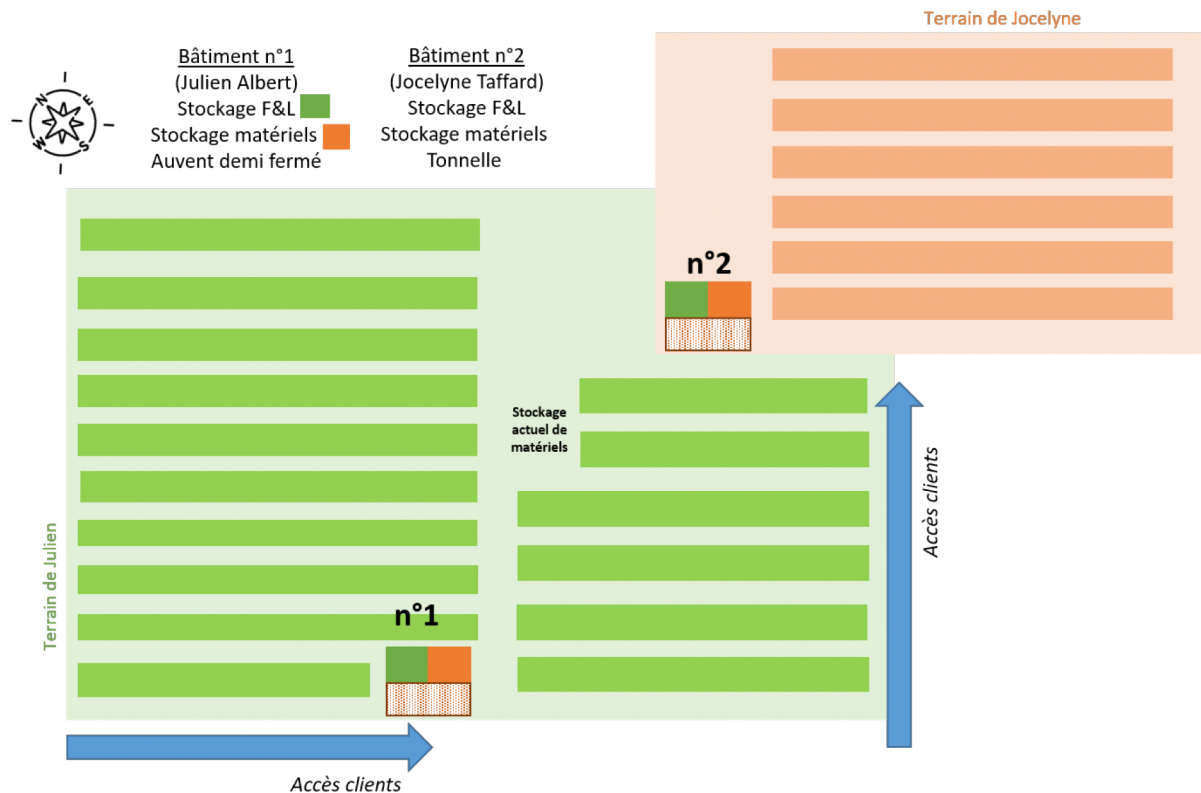 Terrain de Jocelyne
Bâtiment n°1
(Julien Albert)
Stockage F&L
Stockage matériels
Auvent demi fermé
Bâtiment n°2
(Jocelyne Taffard)
Stockage F&L
Stockage matériels
Tonnelle
N
E
W
S
n°2
Stockage
actuel de
matériels
Accès clients
Terrain de Julien
n°1
Accès clients